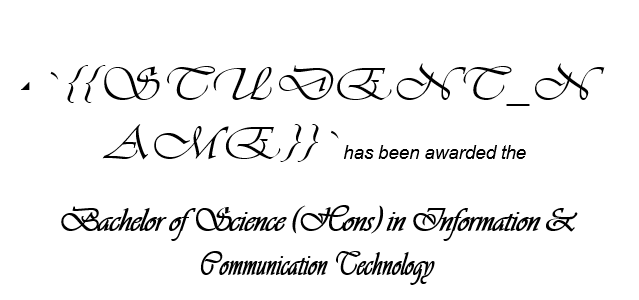 `{{STUDENT_N
AME}}` has been awarded the
Bachelor of Science (Hons) in Information &
Communication Technology